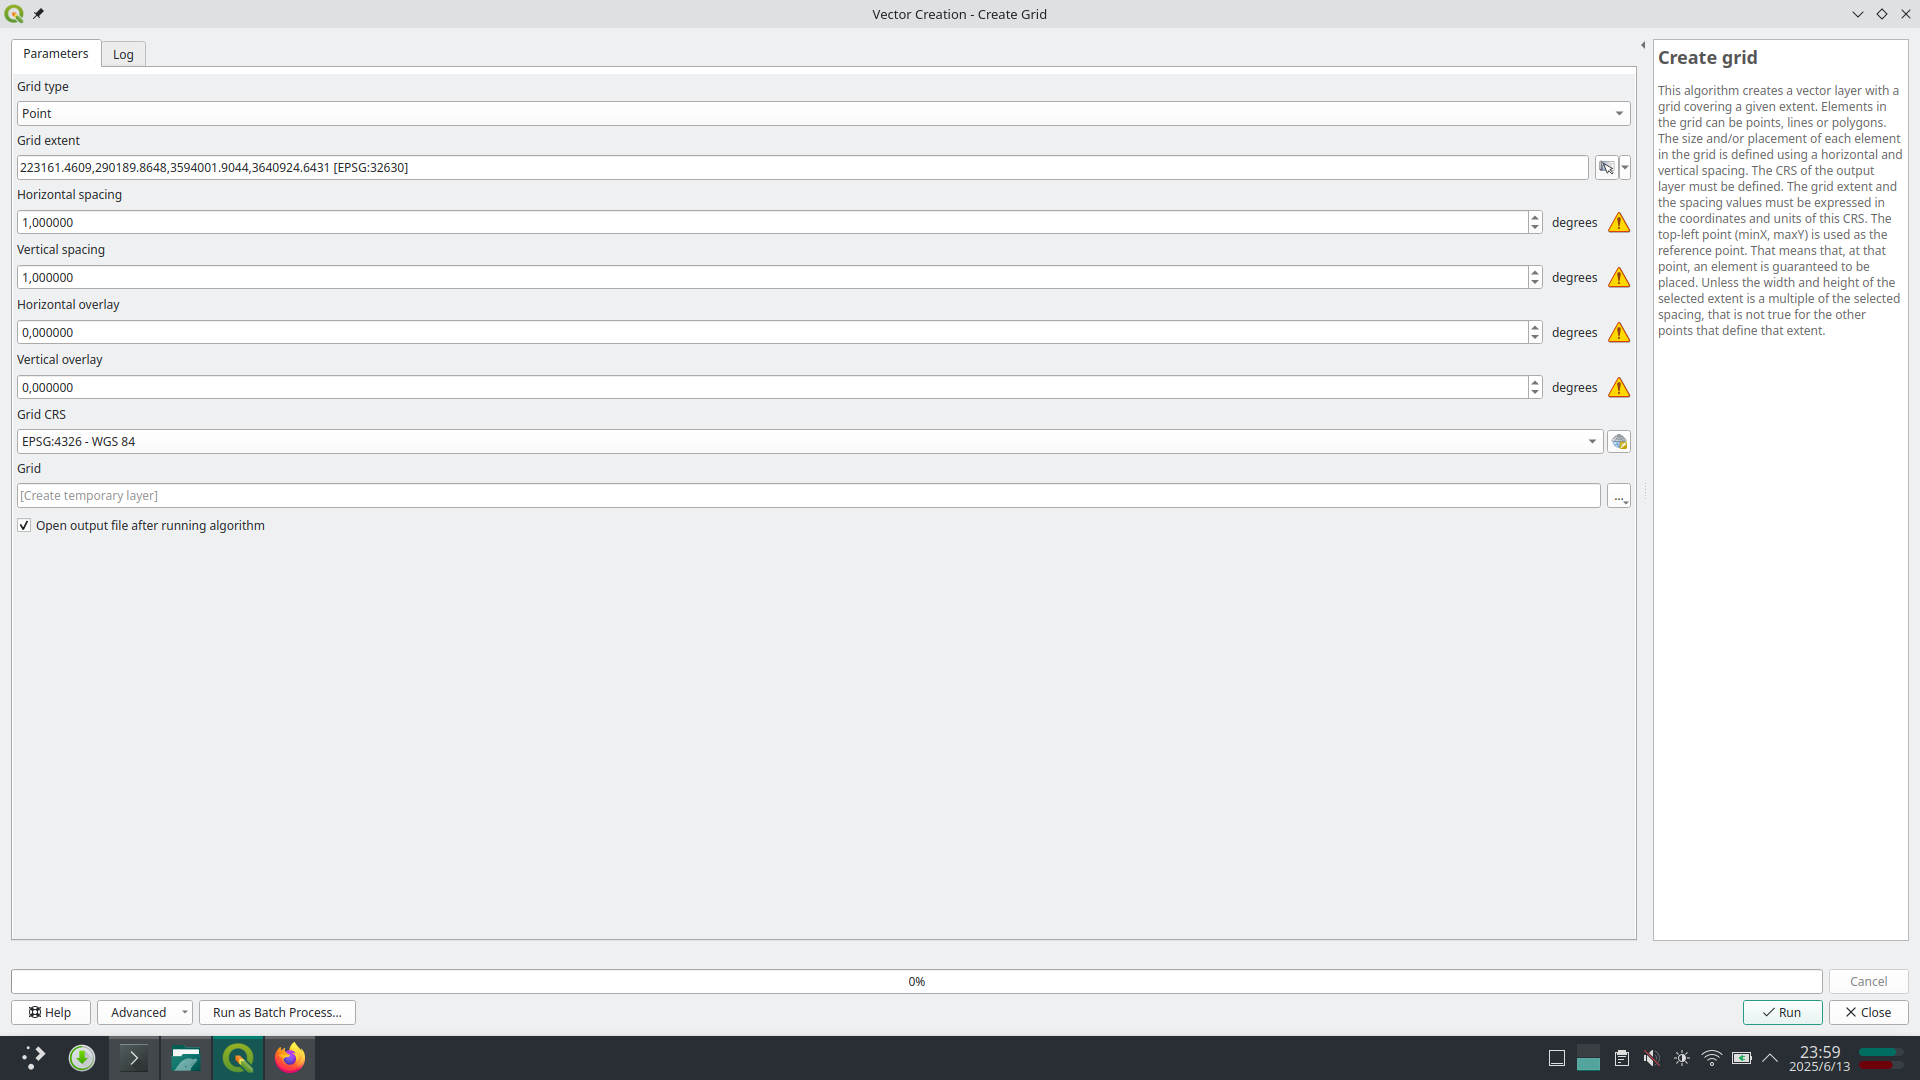 Vector Creation - Create Grid
Parameters
Log
Grid type
Point
Grid extent
223161.4609,290189.8648,3594001.9044,3640924.6431 [EPSG:32630]
Horizontal spacing
1,000000
degrees
Vertical spacing
1,000000
degrees
Horizontal overlay
0,000000
degrees
Vertical overlay
0,000000
degrees
Grid CRS
EPSG:4326 - WGS 84
Grid
[Create temporary layer]
...
Open output file after running algorithm
Create grid
This algorithm creates a vector layer with a
grid covering a given extent. Elements in
the grid can be points, lines or polygons.
The size and/or placement of each element
in the grid is defined using a horizontal and
vertical spacing. The CRS of the output
layer must be defined. The grid extent and
the spacing values must be expressed in
the coordinates and units of this CRS. The
top-left point (minX, maxY) is used as the
reference point. That means that, at that
point, an element is guaranteed to be
placed. Unless the width and height of the
selected extent is a multiple of the selected
spacing, that is not true for the other
points that define that extent.
0%
Cancel
Help
Advanced
Run as Batch Process...
Run
Close
23:59
2025/6/13